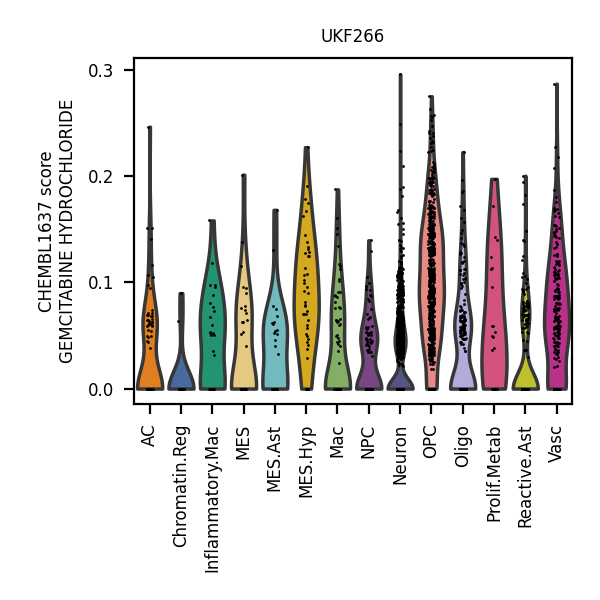 UKF266
CHEMBL1637 score
GEMCITABINE HYDROCHLORIDE
0.3
0.2
0.1
0.0
AC
Chromatin.Reg
Inflammatory.Mac
MES
MES.Ast
MES.Hyp
Mac
NPC
Neuron
OPC
Oligo
Prolif.Metab
Reactive.Ast
Vasc